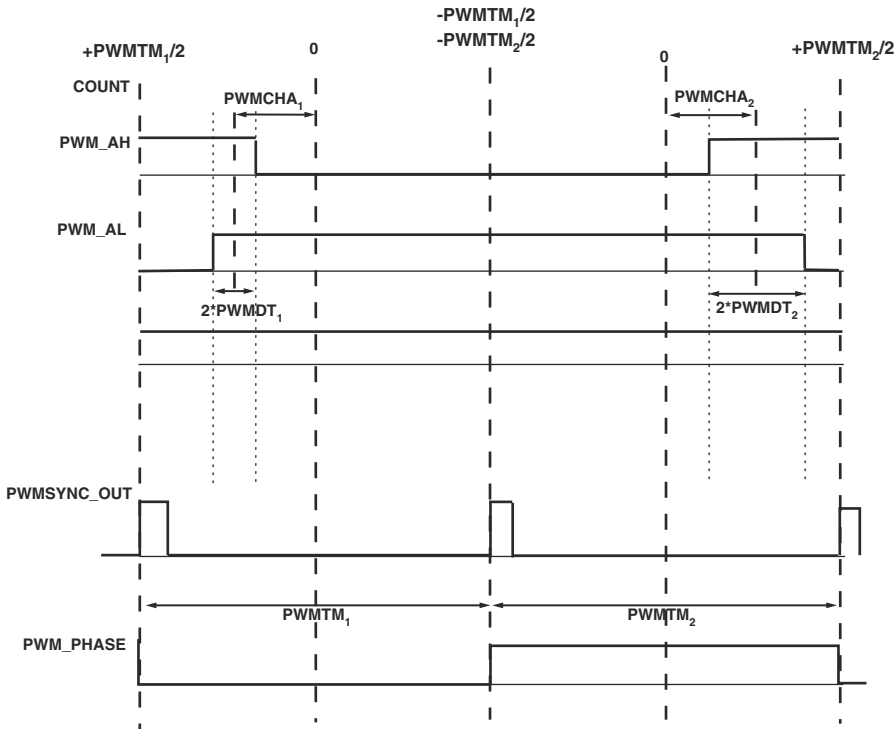 -PWMTM₁/2
+PWMTM₁/2 0 -PWMTM₂/2 0 +PWMTM₂/2
COUNT
PWMCHA₁ PWMCHA₂
PWM_AH
PWM_AL
2*PWMDT₁ 2*PWMDT₂
PWMSYNC_OUT
PWMTM₁ PWMTM₂
PWM_PHASE